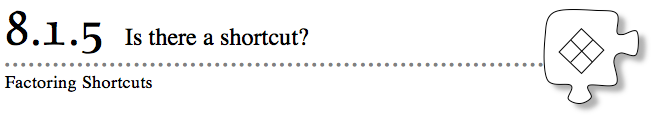 8.1.5 Is there a shortcut?
Factoring Shortcuts